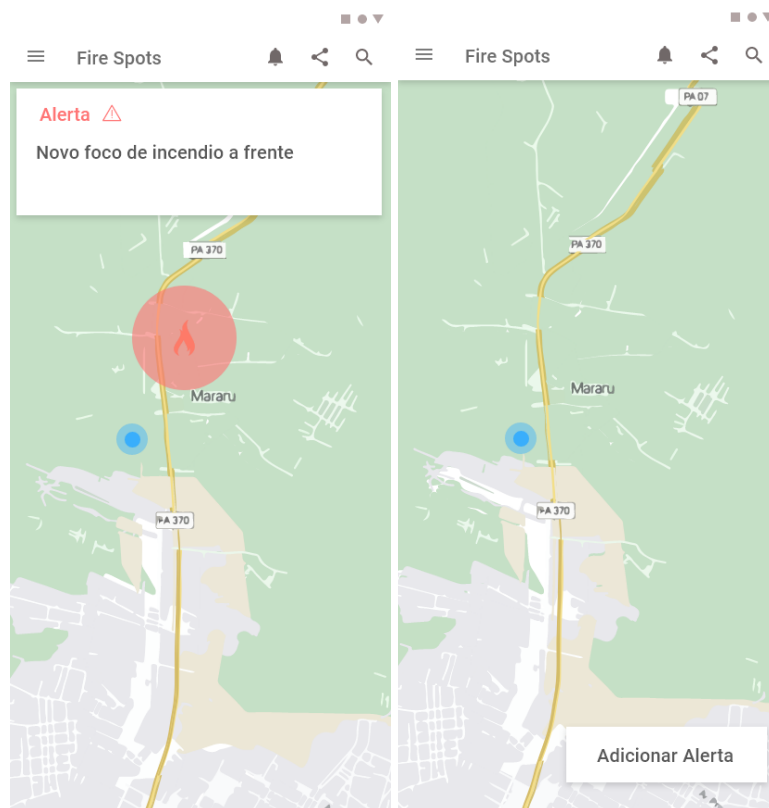 Fire Spots
Alerta
Novo foco de incendio a frente
PA 370
Mararu
PA 370
Fire Spots
PA 07
PA 370
Mararu
PA 370
Adicionar Alerta